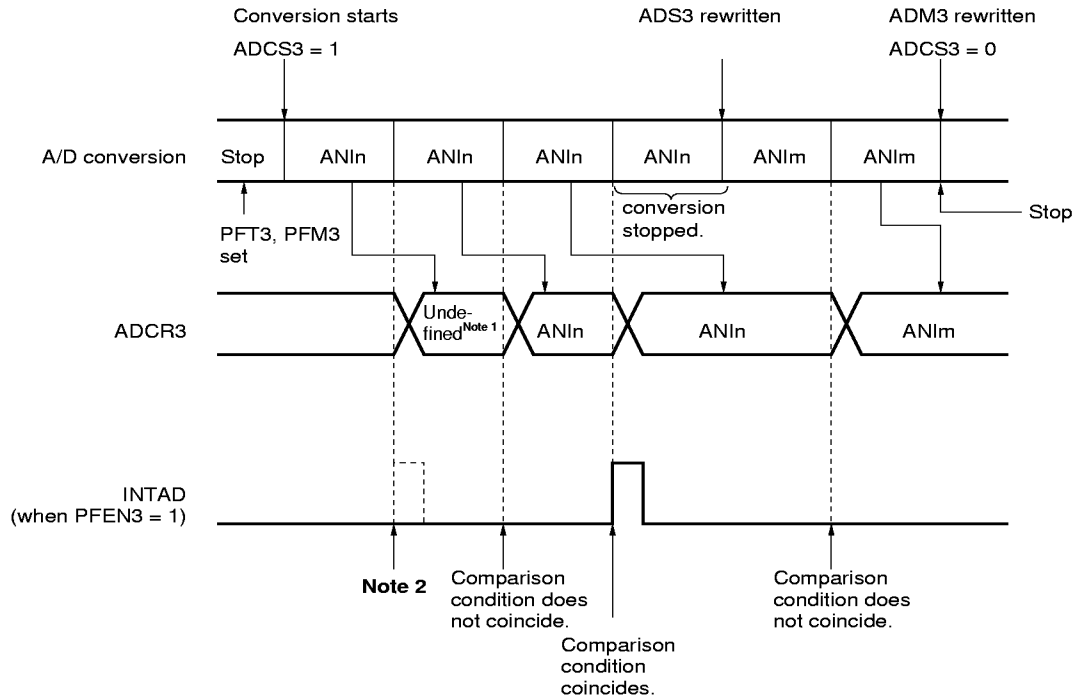 Conversion starts
ADCS3 = 1
ADS3 rewritten
ADM3 rewritten
ADCS3 = 0
A/D conversion
Stop
ANIn
ANIn
ANIn
ANIn
ANIm
ANIm
PFT3, PFM3
set
conversion
stopped.
Stop
ADCR3
Unde-
fined Note 1
ANIn
ANIn
ANIm
INTAD
(when PFEN3 = 1)
Note 2
Comparison
condition does
not coincide.
Comparison
condition
coincides.
Comparison
condition does
not coincide.